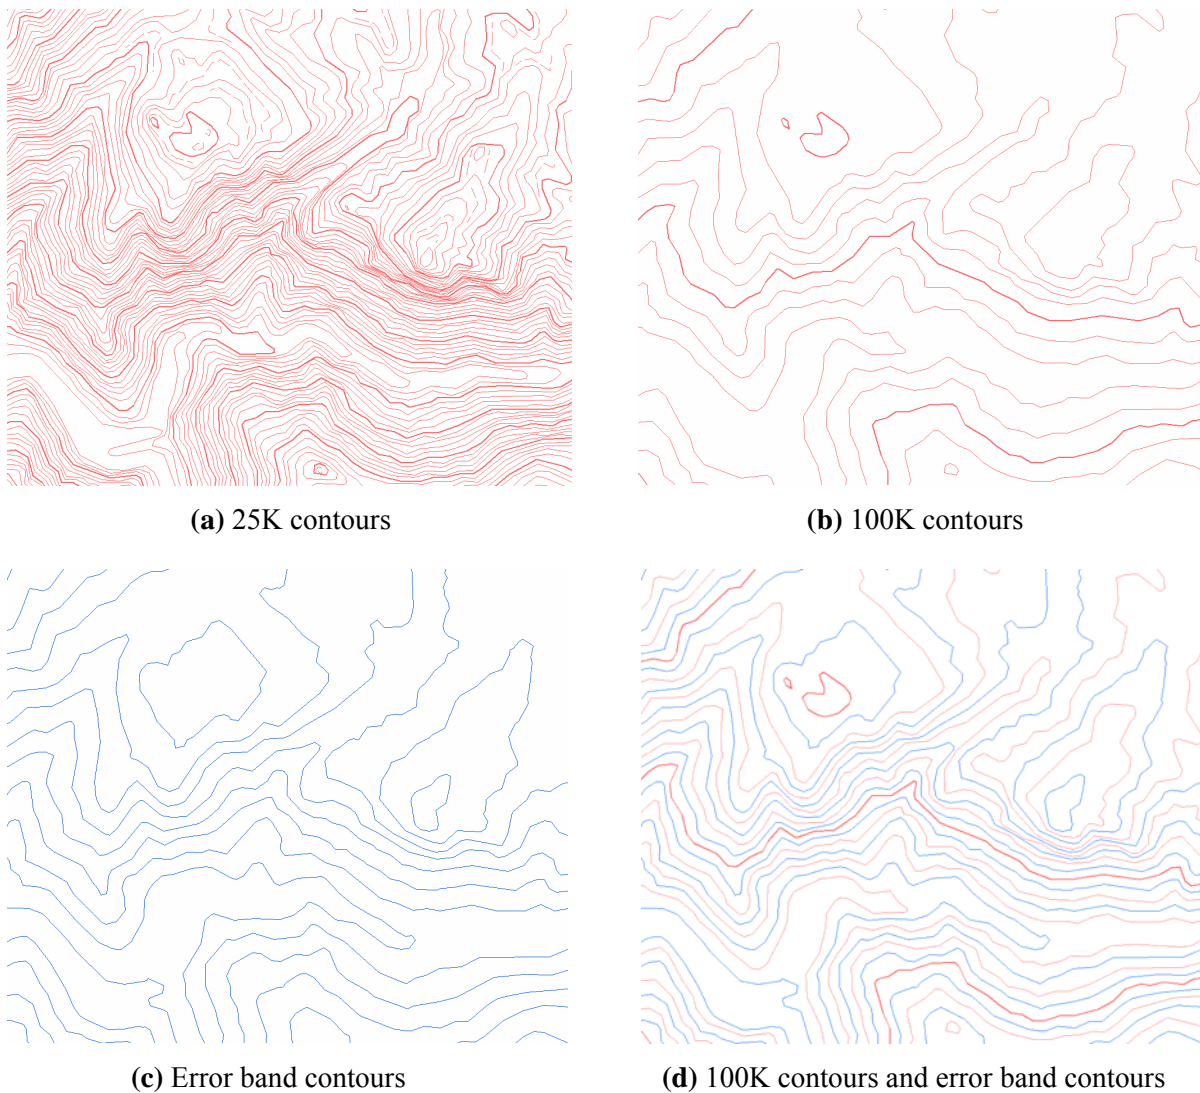 (a) 25K contours
(b) 100K contours
(c) Error band contours
(d) 100K contours and error band contours